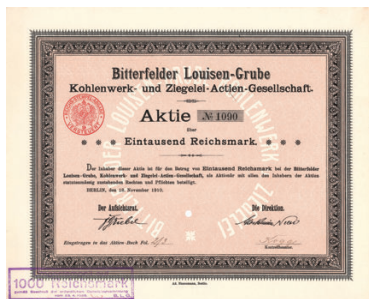 Bitterfelder Louisen-Grube
Kohlenwerk- und Ziegelei-Actien-Gesellschaft.
Aktie № 1090
über
Eintausend Reichsmark.
Der Inhaber dieser Aktie ist für den Betrag von Eintausend Reichsmark bei der Bitterfelder
Louisen-Grube, Kohlenwerk- und Ziegelei-Actien-Gesellschaft, als Aktionär mit allen den Inhabern der Aktien
statutenmässig zustehenden Rechten und Pflichten beteiligt.
BERLIN, den 10. November 1910.
Der Aufsichtsrat. Die Direktion.
Eingetragen in das Aktien-Buch Fol.
Kontrollbeamter.
1000 Reichsmark